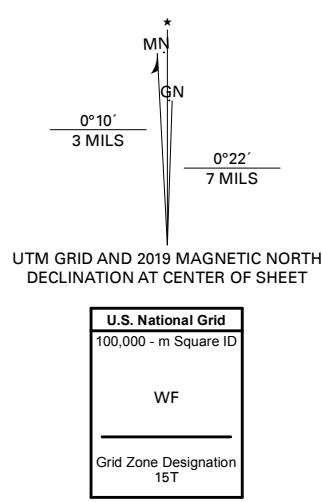 MN
GN
0°10´
3 MILS
0°22´
7 MILS
UTM GRID AND 2019 MAGNETIC NORTH
DECLINATION AT CENTER OF SHEET
U.S. National Grid
100,000 - m Square ID
WF
Grid Zone Designation
15T